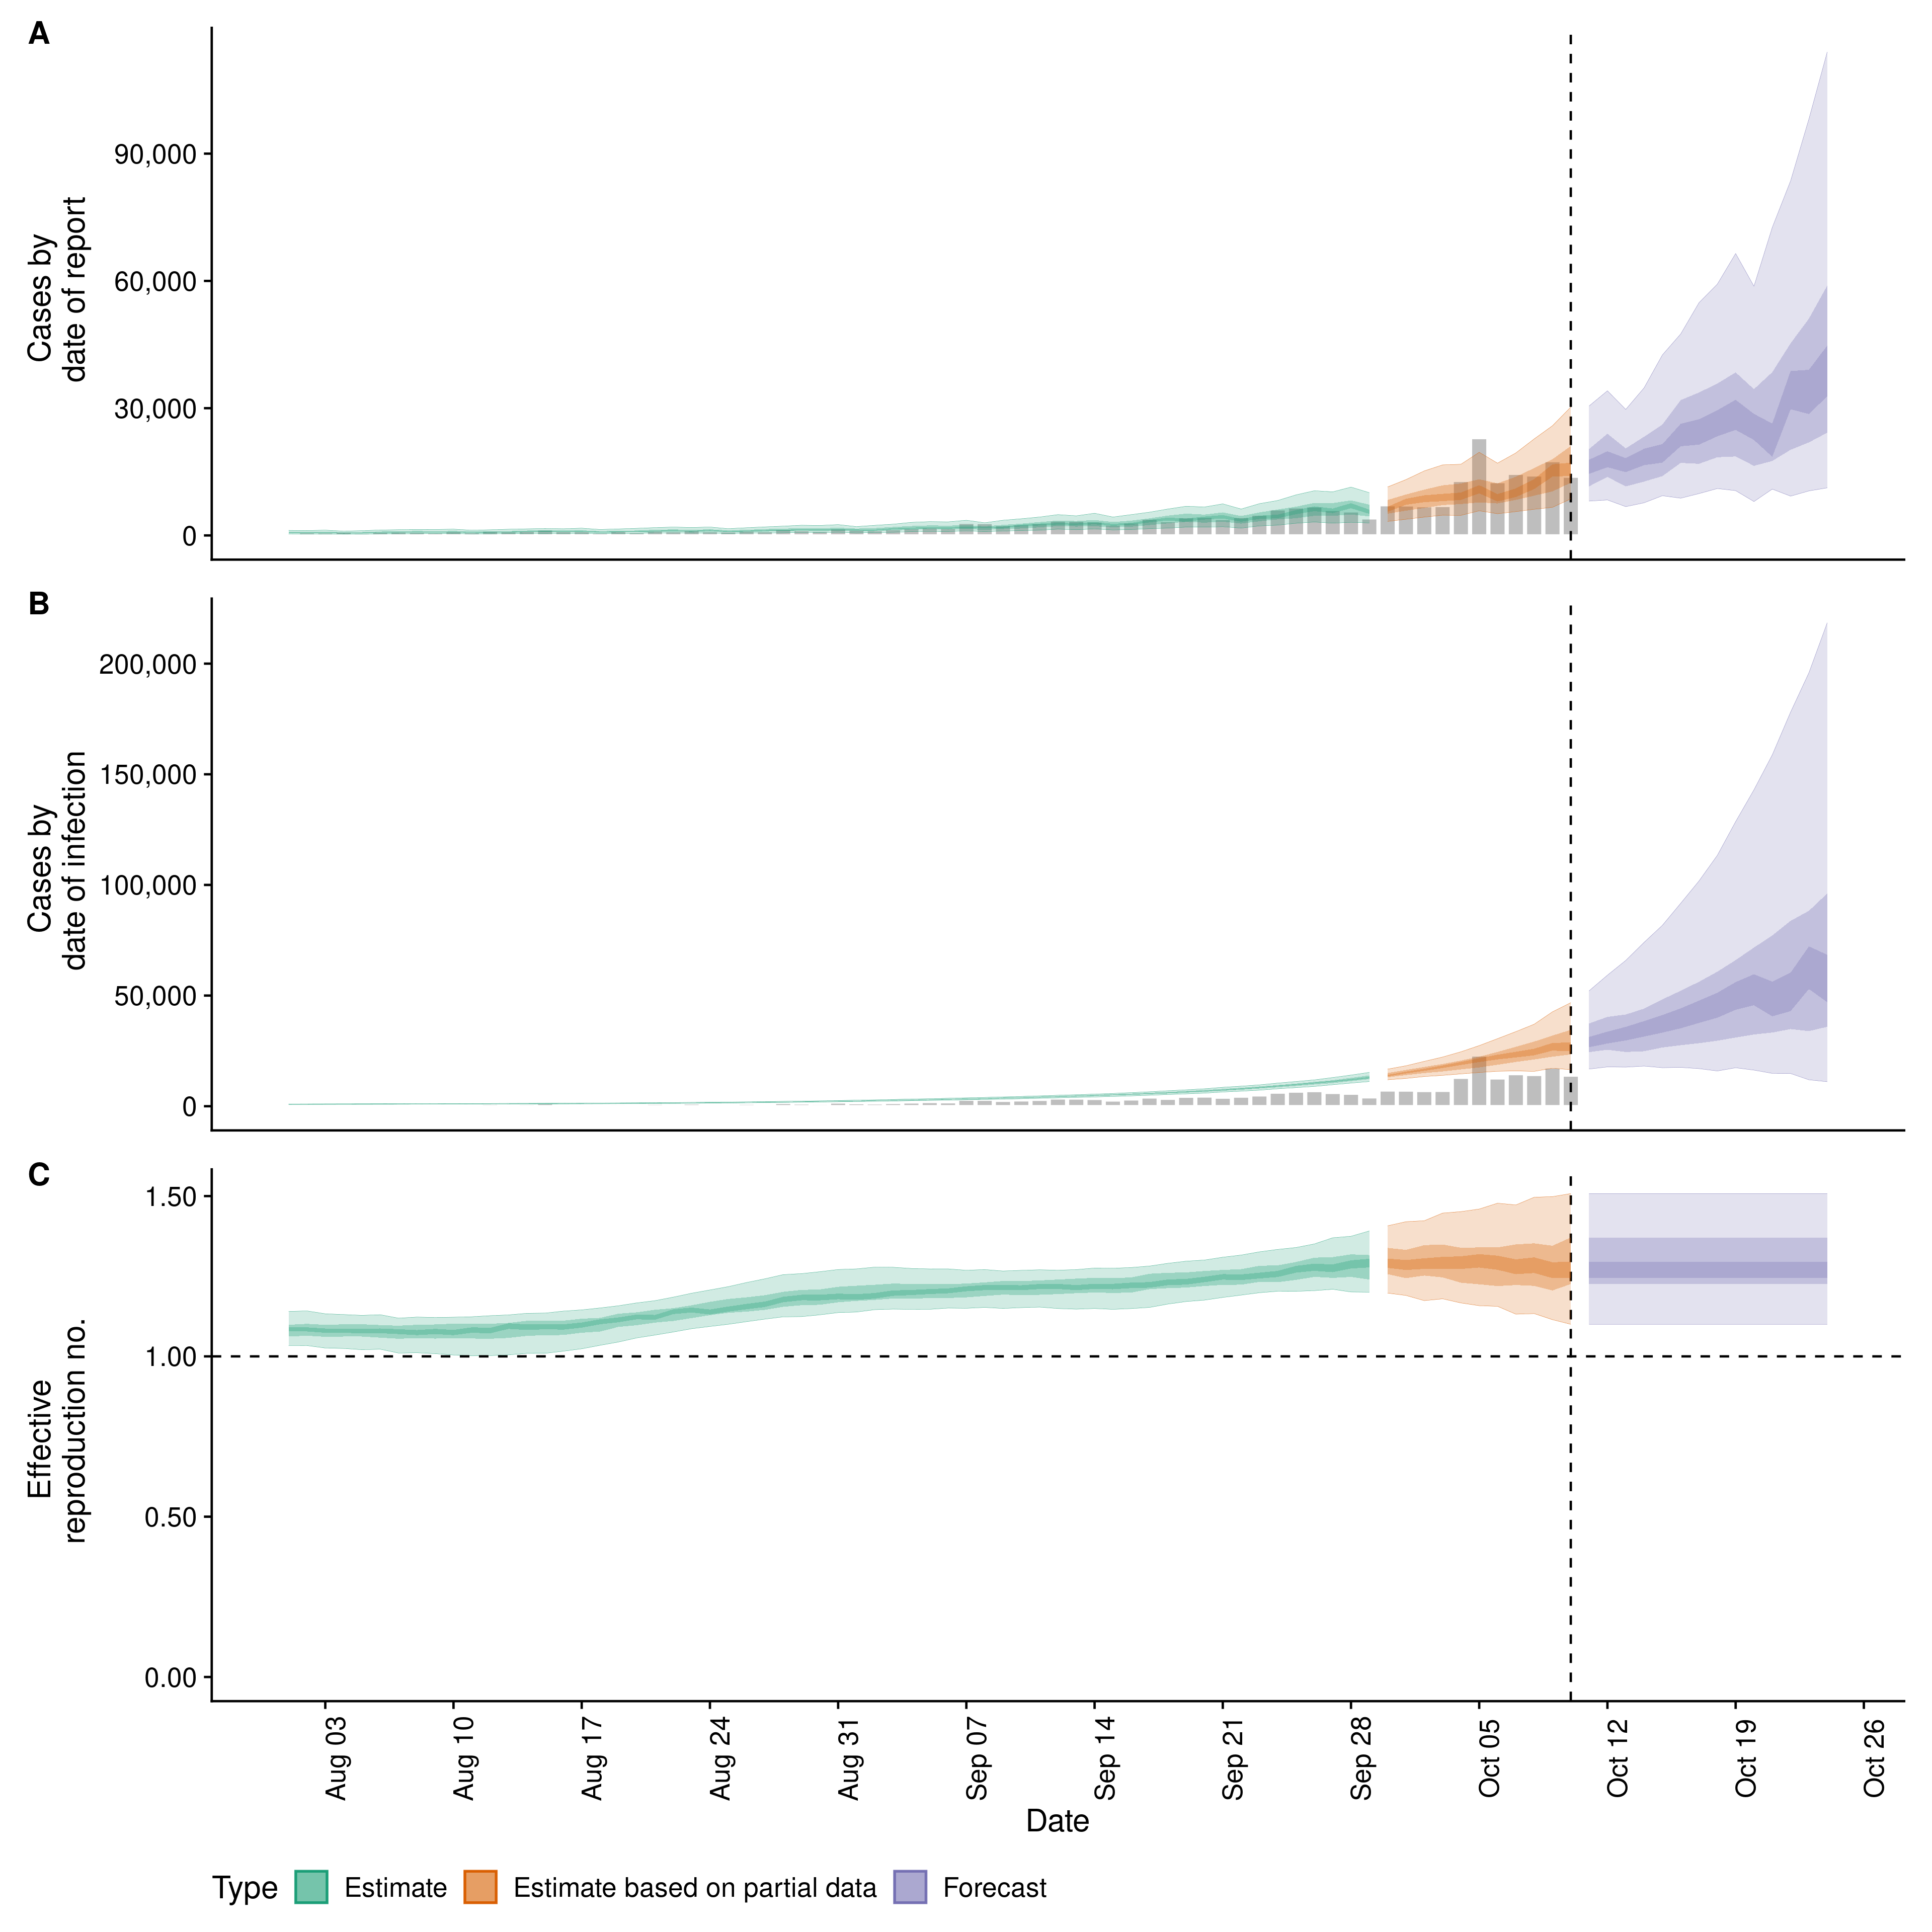 A
90,000
60,000
30,000
0
Cases by
date of report
B
200,000
150,000
100,000
50,000
0
Cases by
date of infection
C
1.50
1.00
0.50
0.00
Effective
reproduction no.
Aug 03
Aug 10
Aug 17
Aug 24
Aug 31
Sep 07
Sep 14
Sep 21
Sep 28
Oct 05
Oct 12
Oct 19
Oct 26
Date
Type Estimate Estimate based on partial data Forecast